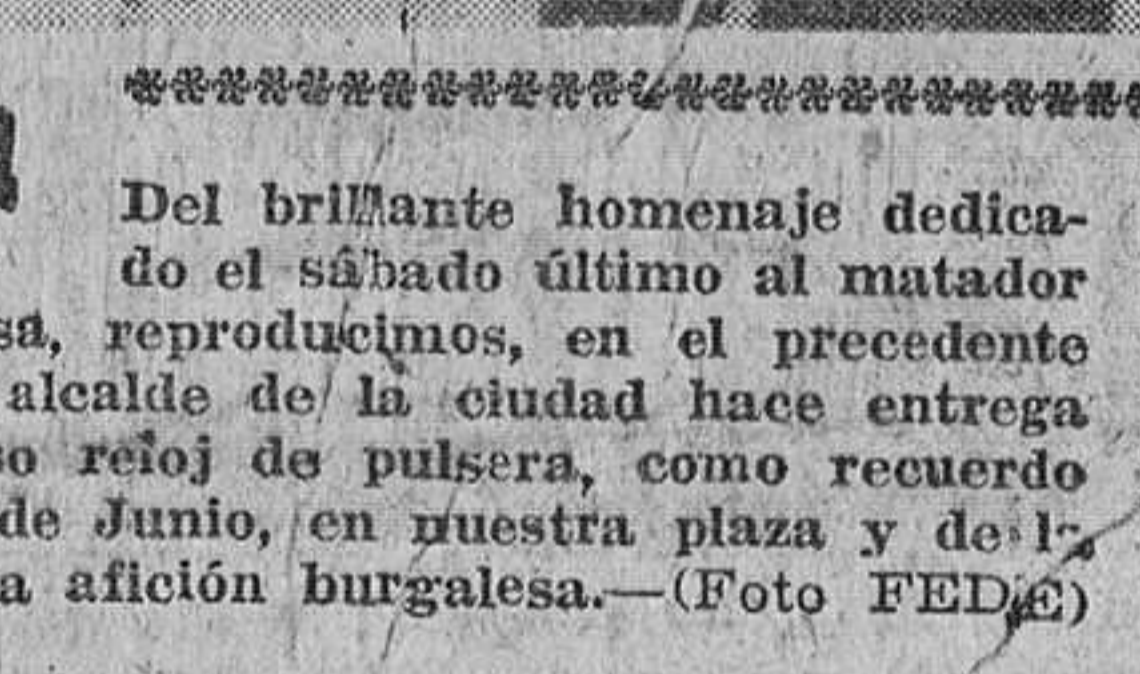 Del brillante homenaje dedica-
do el sábado último al matador
sa, reproducimos, en el precedente
alcalde de la ciudad hace entrega
so reloj de pulsera, como recuerdo
de Junio, en nuestra plaza y de la
a afición burgalesa.—(Foto FEDE)